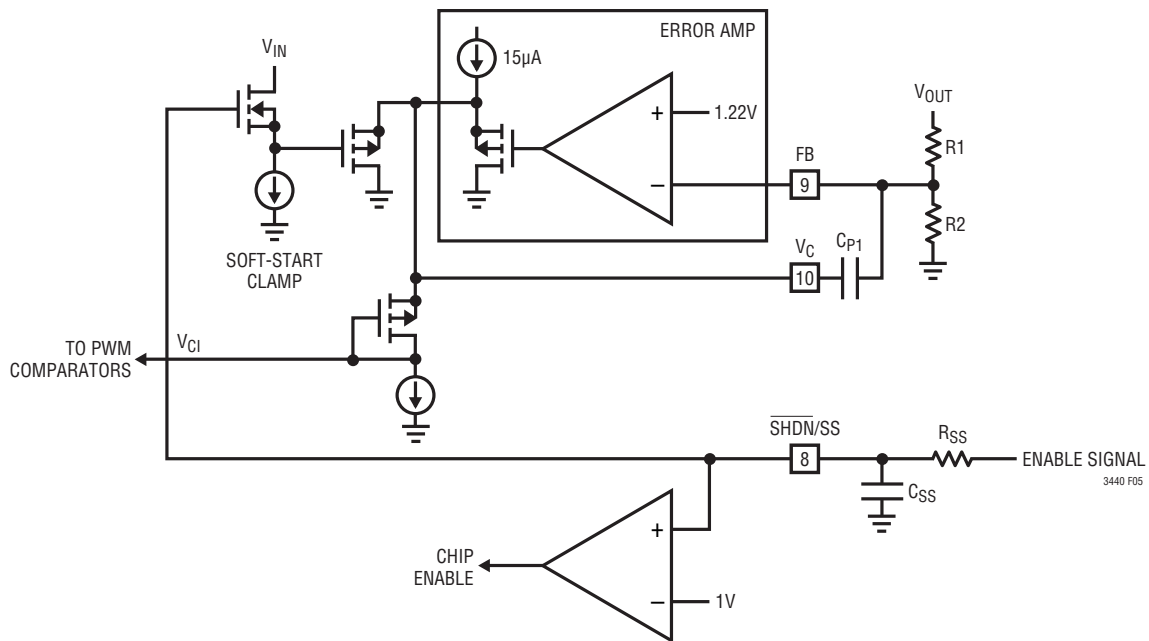 ERROR AMP
V_IN
15µA
+
1.22V
V_OUT
R1
FB
–
9
R2
V_C
C_P1
10
SOFT-START
CLAMP
V_CI
TO PWM
COMPARATORS
SHDN/SS
R_SS
8
ENABLE SIGNAL
3440 F05
C_SS
+
CHIP
ENABLE
–
1V